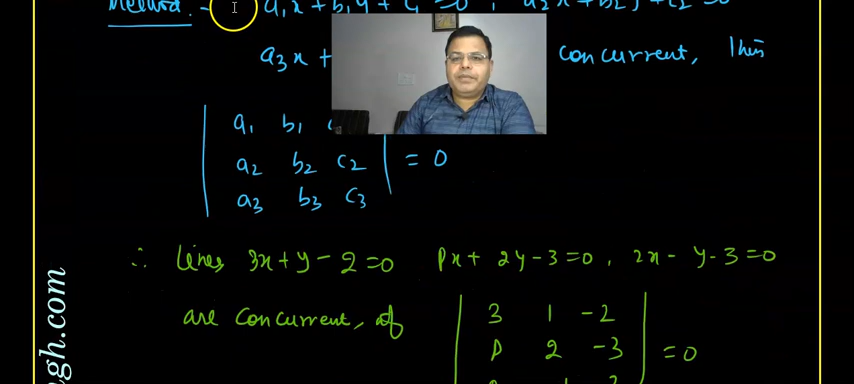 Method: - a₁x + b₁y + c₁ = 0 , a₂x + b₂y + c₂ = 0
a₃x + concurrent, then
a₁ b₁
a₂ b₂ c₂ = 0
a₃ b₃ c₃
∴ lines 3x + y - 2 = 0 px + 2y - 3 = 0 , 2x - y - 3 = 0
are concurrent, if
3 1 -2
p 2 -3 = 0
gh.com